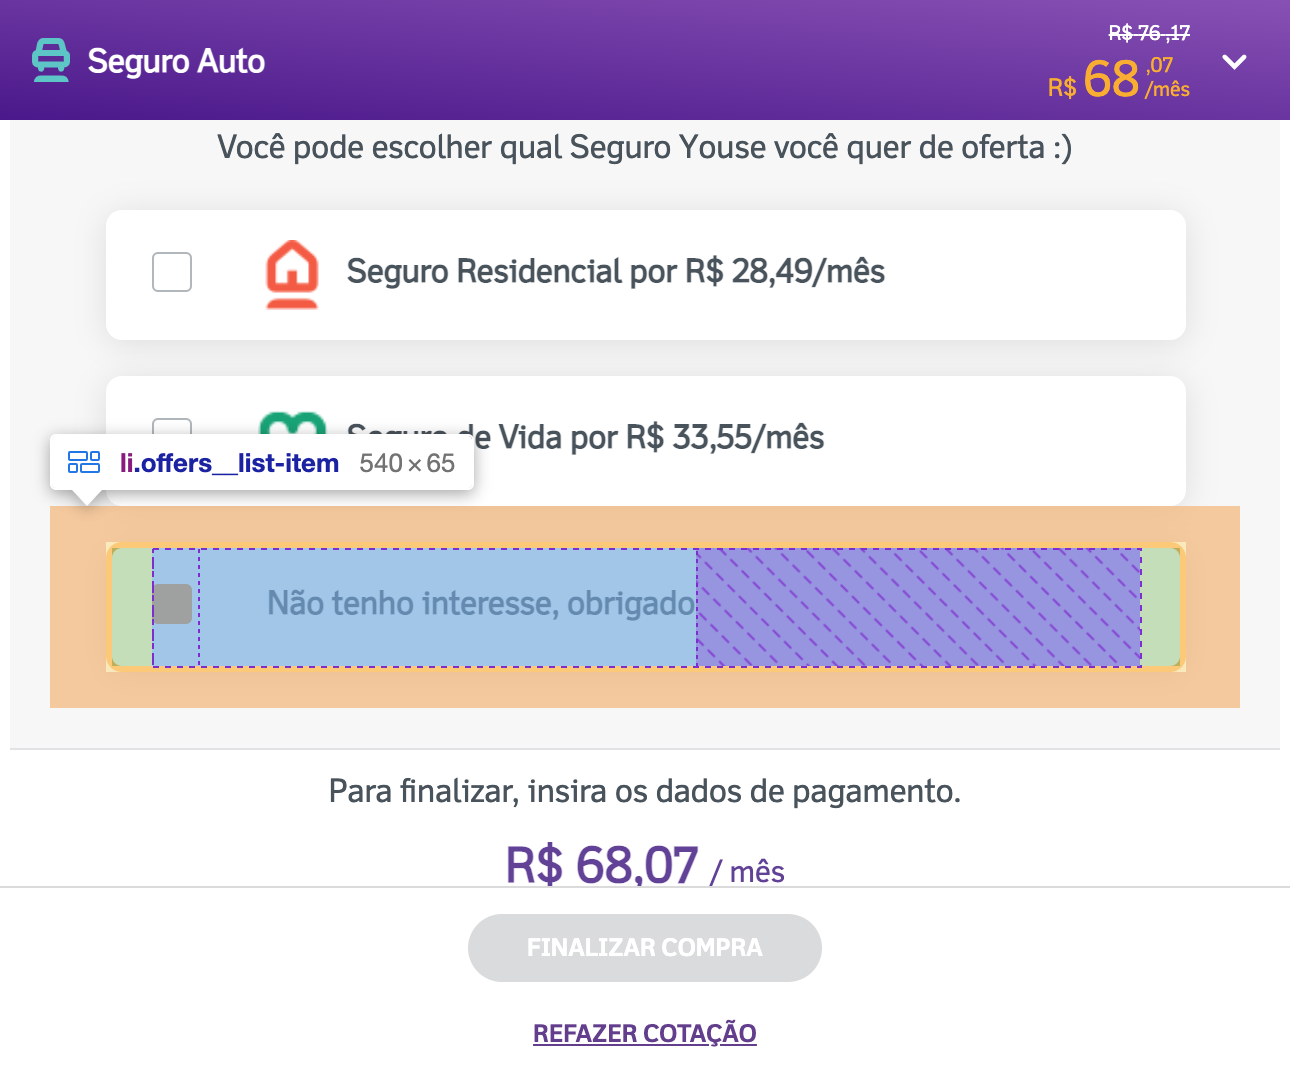 Seguro Auto
R$ 76 ,17
R$ 68 ,07 /mês
Você pode escolher qual Seguro Youse você quer de oferta :)
Seguro Residencial por R$ 28,49/mês
Seguro de Vida por R$ 33,55/mês
li.offers__list-item 540 × 65
Não tenho interesse, obrigado
Para finalizar, insira os dados de pagamento.
R$ 68,07 / mês
FINALIZAR COMPRA
REFAZER COTAÇÃO